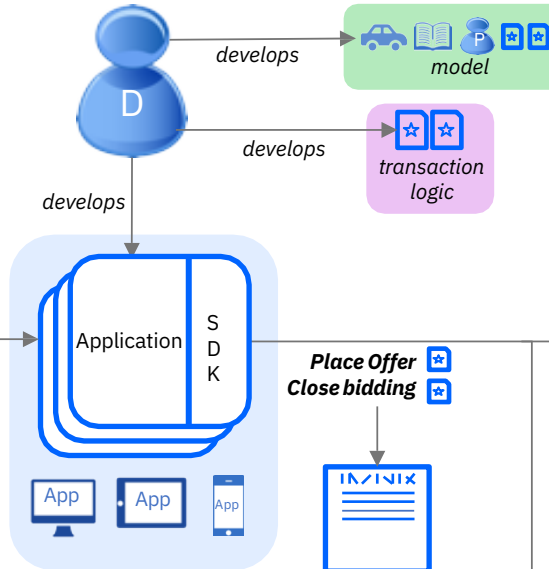 develops
P
model
D
develops
transaction
logic
develops
Application
S
D
K
Place Offer
Close bidding
App
App
App